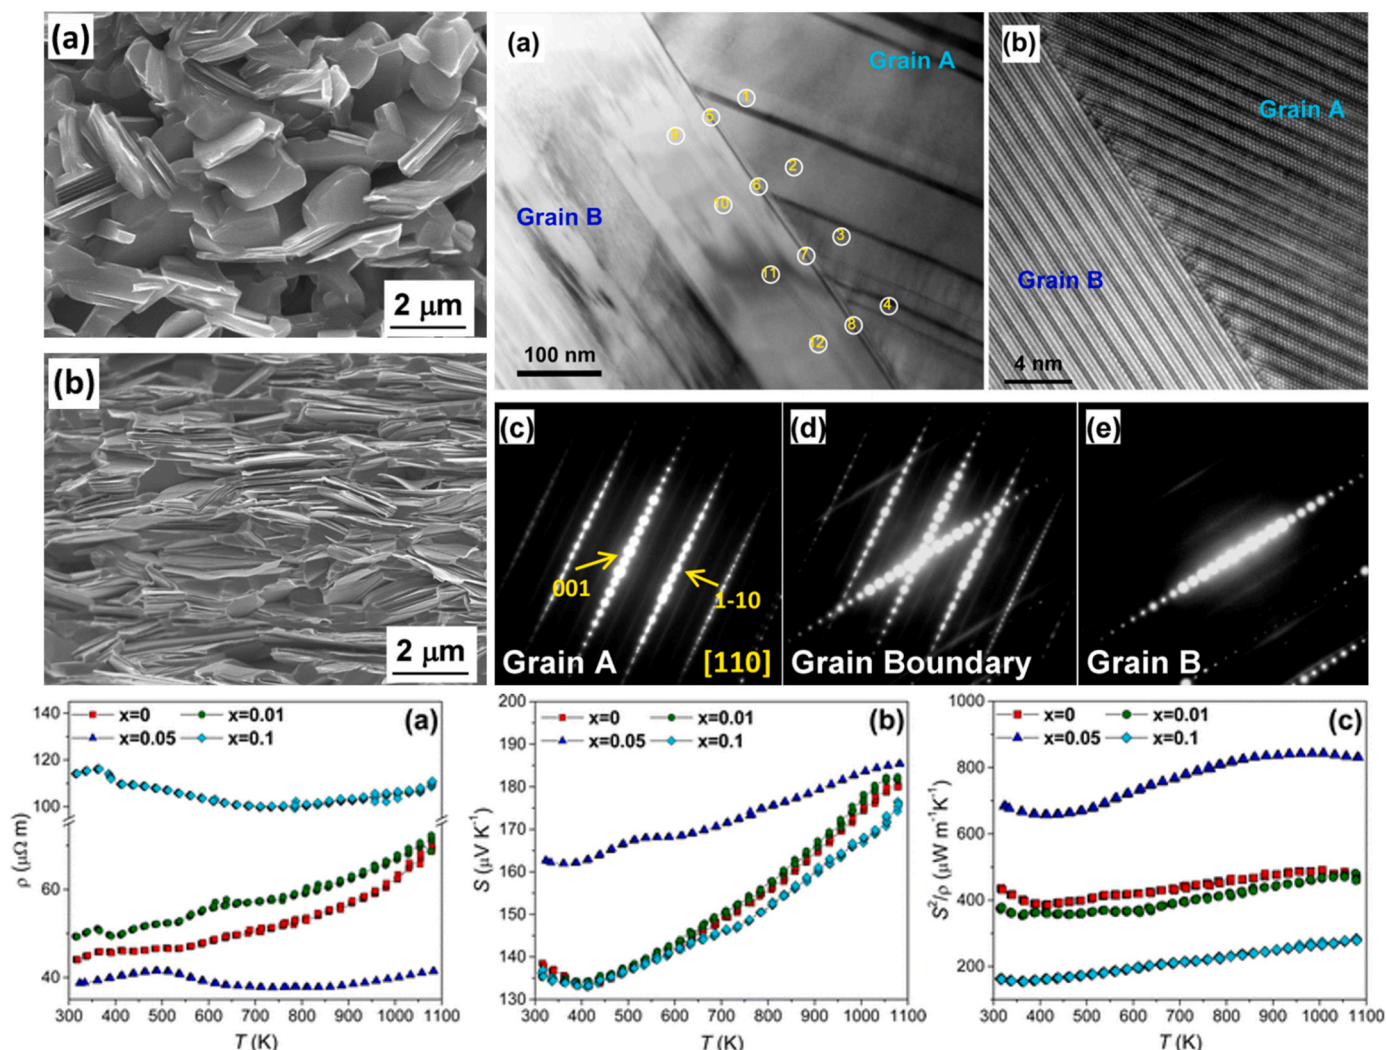 (a)
2 μm
(b)
2 μm
(a)
Grain A
Grain B
1
2
3
4
5
6
7
8
9
10
11
12
100 nm
(b)
Grain A
Grain B
4 nm
(c)
001
1-10
Grain A
[110]
(d)
Grain Boundary
(e)
Grain B
(a)
x=0 x=0.01
x=0.05 x=0.1
ρ (μΩ m)
140
120
100
60
40
300 400 500 600 700 800 900 1000 1100
T (K)
(b)
x=0 x=0.01
x=0.05 x=0.1
S (μV K⁻¹)
200
190
180
170
160
150
140
130
300 400 500 600 700 800 900 1000 1100
T (K)
(c)
x=0 x=0.01
x=0.05 x=0.1
S²/ρ (μW m⁻¹K⁻¹)
1000
800
600
400
200
300 400 500 600 700 800 900 1000 1100
T (K)